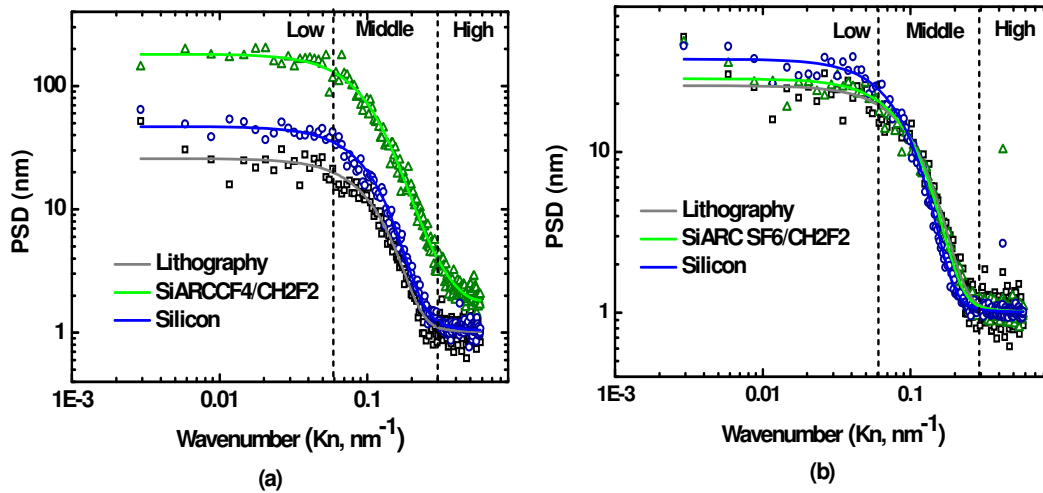 Low Middle High
100
10
1
PSD (nm)
Lithography
SiARCCF4/CH2F2
Silicon
1E-3 0.01 0.1
Wavenumber (Kn, nm⁻¹)
(a)
Low Middle High
10
1
PSD (nm)
Lithography
SiARC SF6/CH2F2
Silicon
1E-3 0.01 0.1
Wavenumber (Kn, nm⁻¹)
(b)